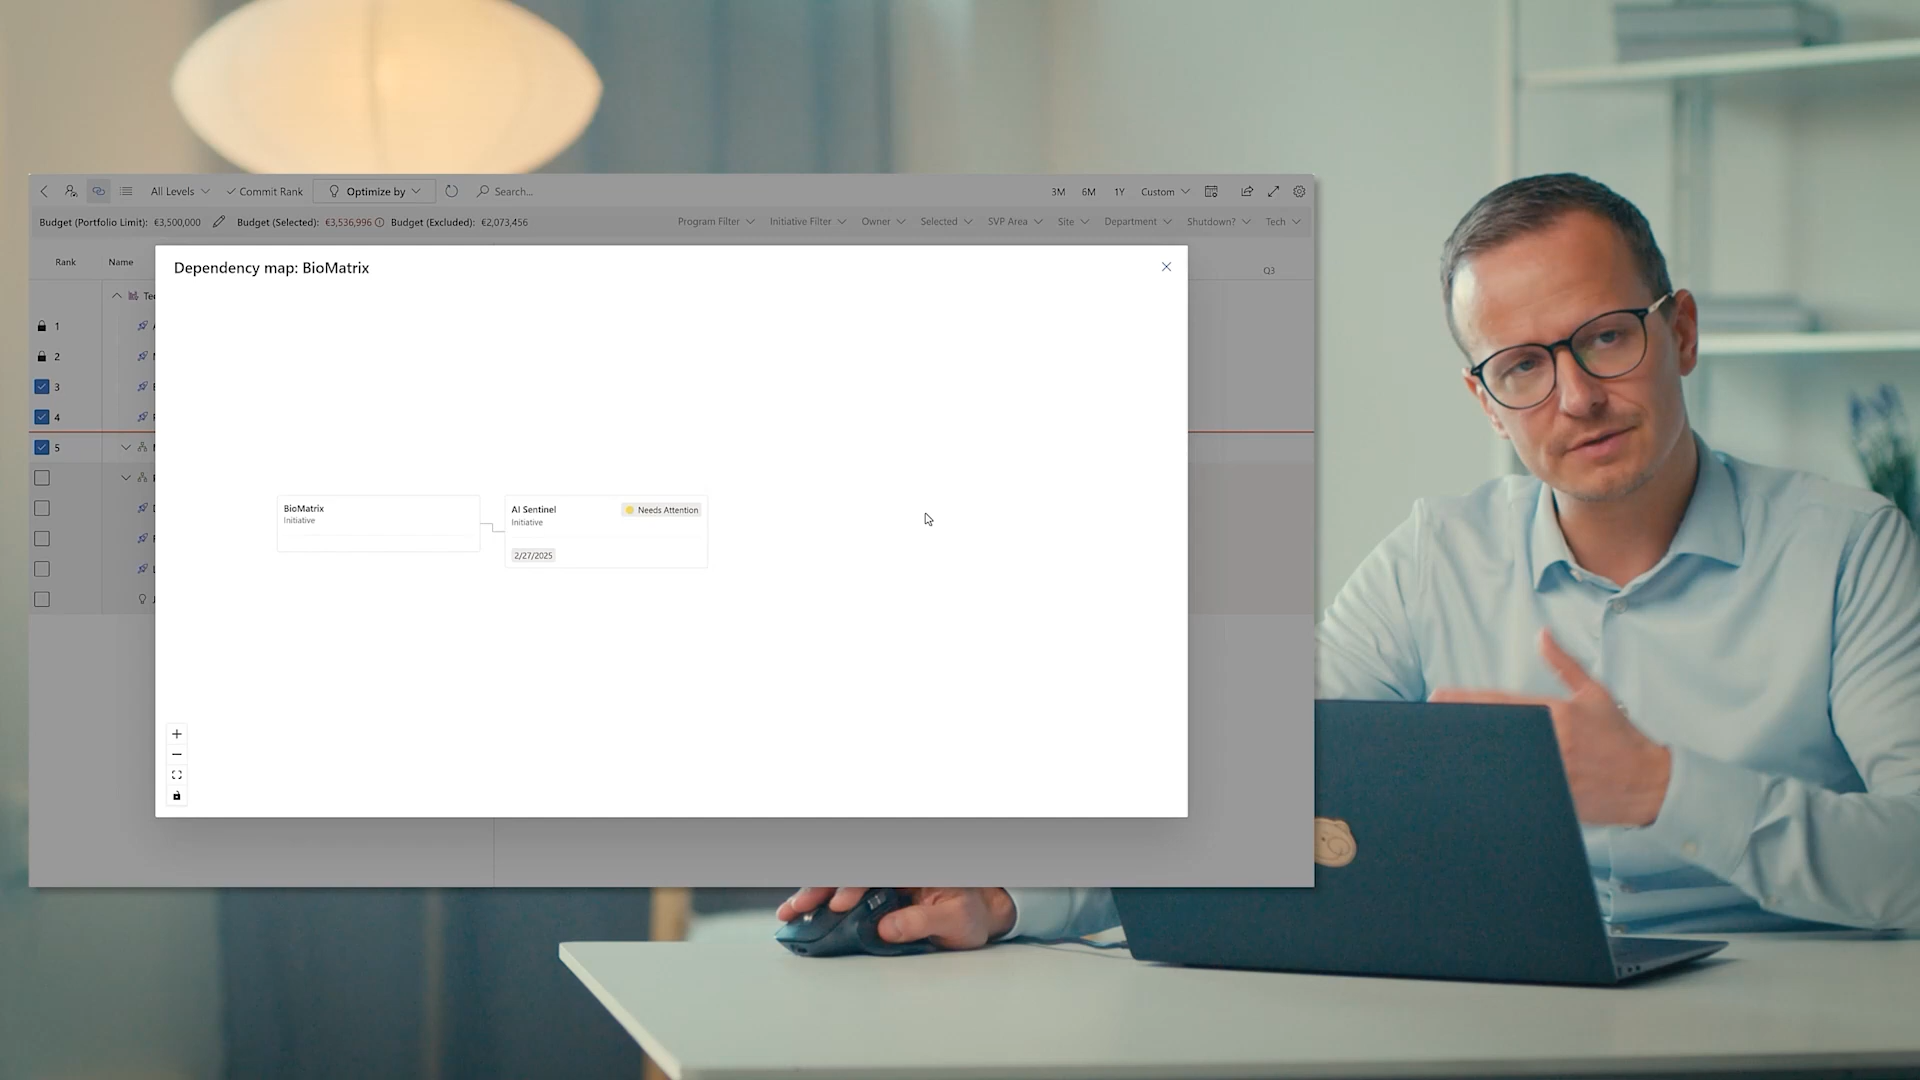 All Levels
Commit Rank
Optimize by
Search...
3M 6M 1Y Custom
Budget (Portfolio Limit): €3,500,000 Budget (Selected): €3,536,996 Budget (Excluded): €2,073,456
Program Filter Initiative Filter Owner Selected SVP Area Site Department Shutdown? Tech
Rank Name
Q3
Dependency map: BioMatrix
1
2
3
4
5
BioMatrix
Initiative
AI Sentinel
Needs Attention
Initiative
2/27/2025